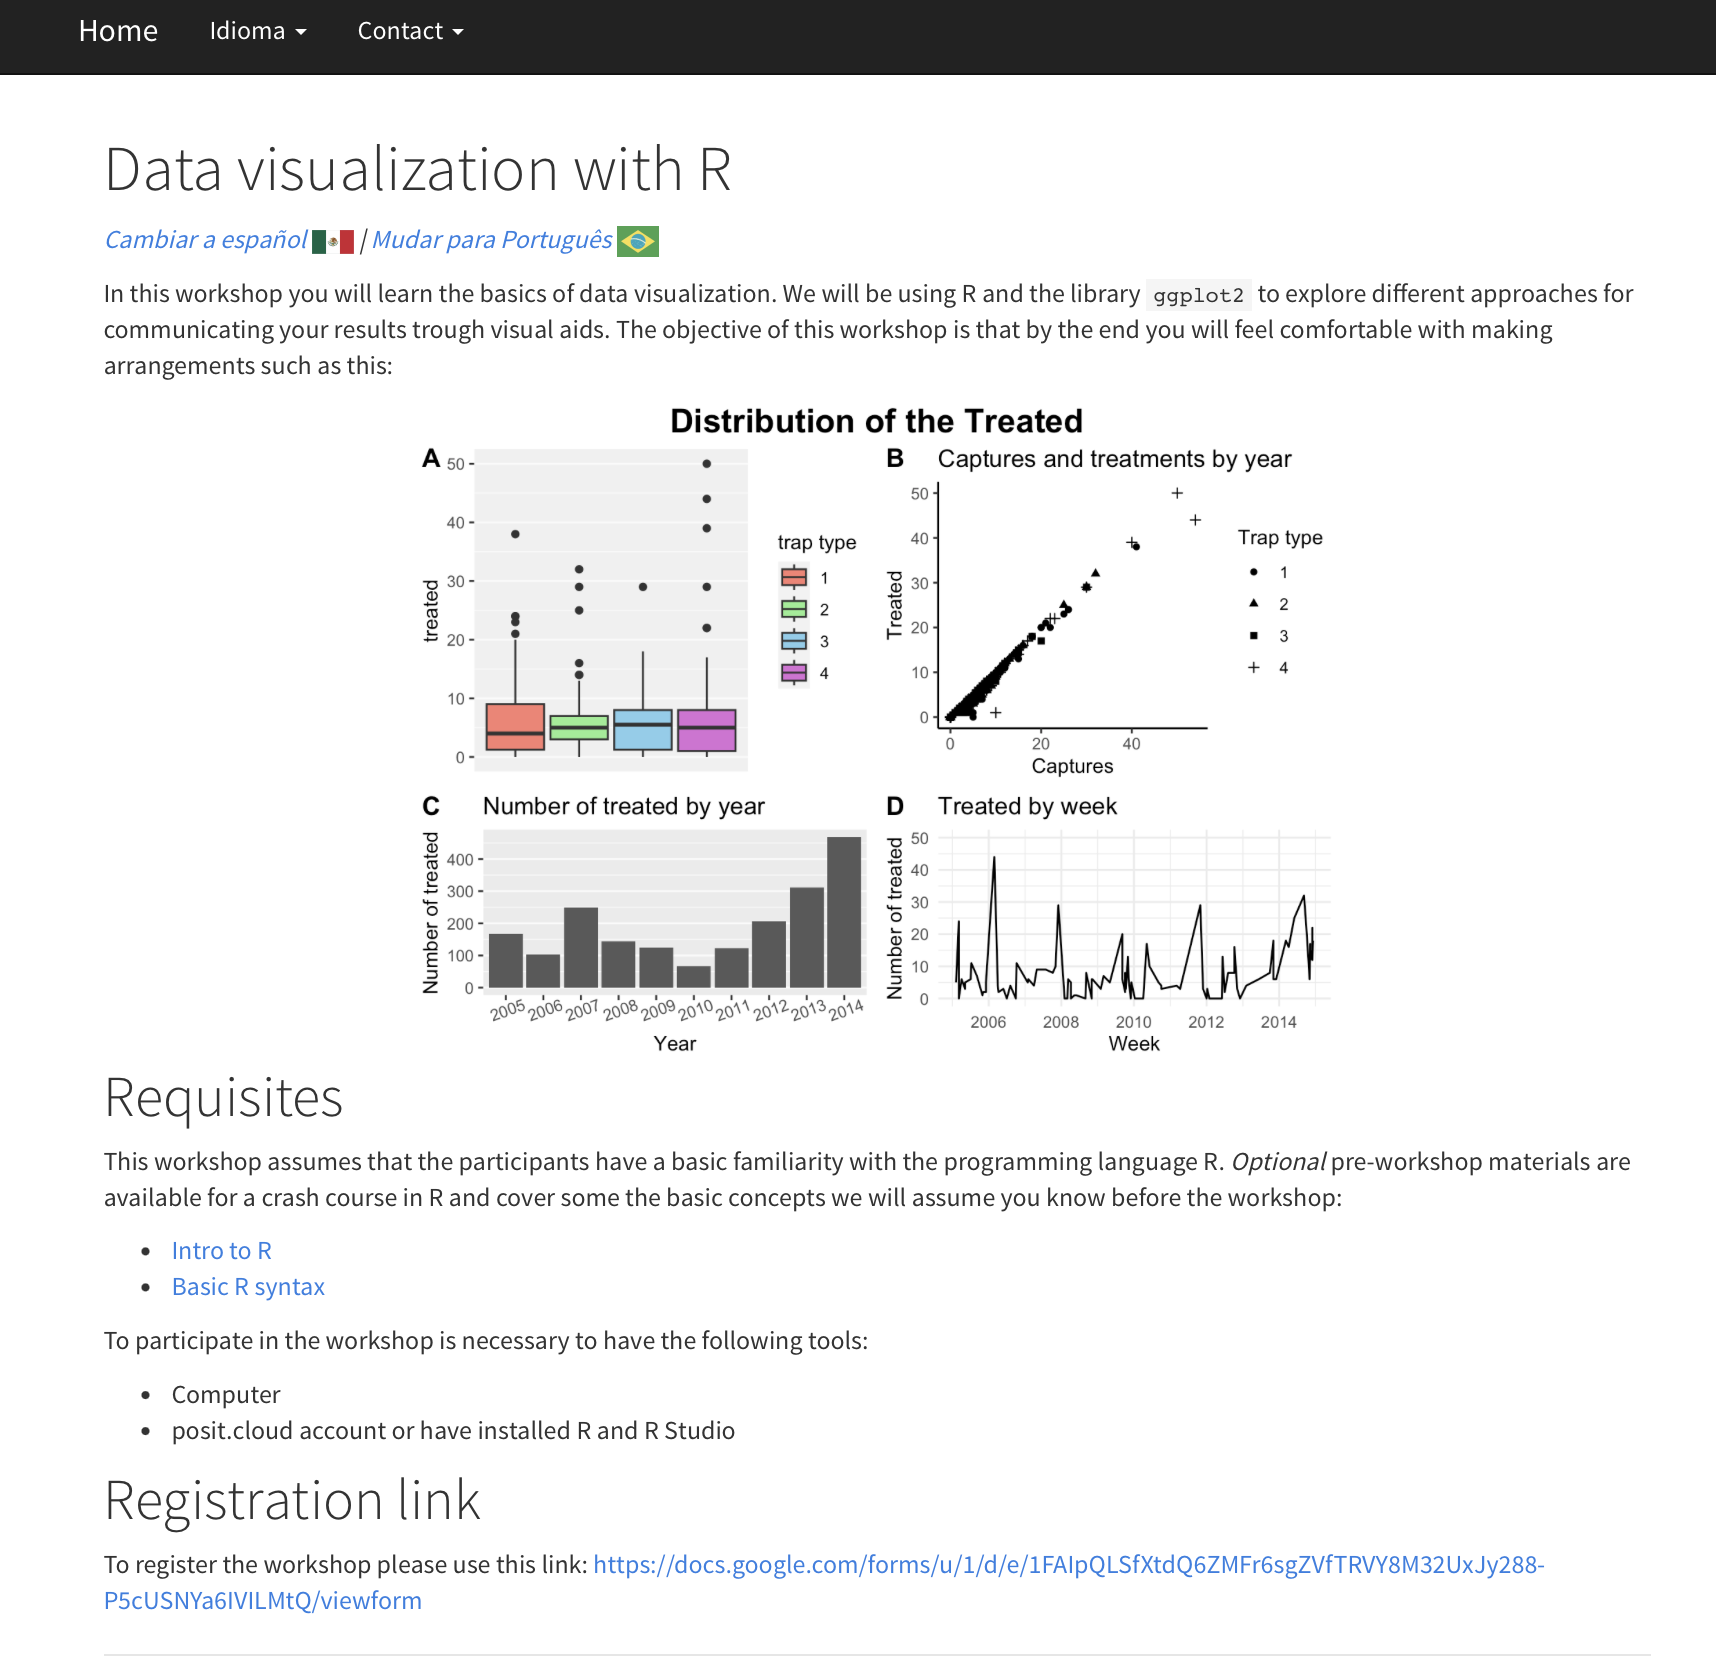 Home Idioma Contact
Data visualization with R
Cambiar a español | Mudar para Português
In this workshop you will learn the basics of data visualization. We will be using R and the library ggplot2 to explore different approaches for
communicating your results trough visual aids. The objective of this workshop is that by the end you will feel comfortable with making
arrangements such as this:
Distribution of the Treated
A
50
40
30
20
10
0
treated
trap type
1
2
3
4
B Captures and treatments by year
50
40
30
20
10
0
Treated
0 20 40
Captures
Trap type
1
2
3
4
C Number of treated by year
400
300
200
100
0
Number of treated
2005 2006 2007 2008 2009 2010 2011 2012 2013 2014
Year
D Treated by week
50
40
30
20
10
0
Number of treated
2006 2008 2010 2012 2014
Week
Requisites
This workshop assumes that the participants have a basic familiarity with the programming language R. Optional pre-workshop materials are
available for a crash course in R and cover some the basic concepts we will assume you know before the workshop:
• Intro to R
• Basic R syntax
To participate in the workshop is necessary to have the following tools:
• Computer
• posit.cloud account or have installed R and R Studio
Registration link
To register the workshop please use this link: https://docs.google.com/forms/u/1/d/e/1FAIpQLSfXtdQ6ZMFr6sgZVfTRVY8M32UxJy288-
P5cUSNYa6IVILMtQ/viewform